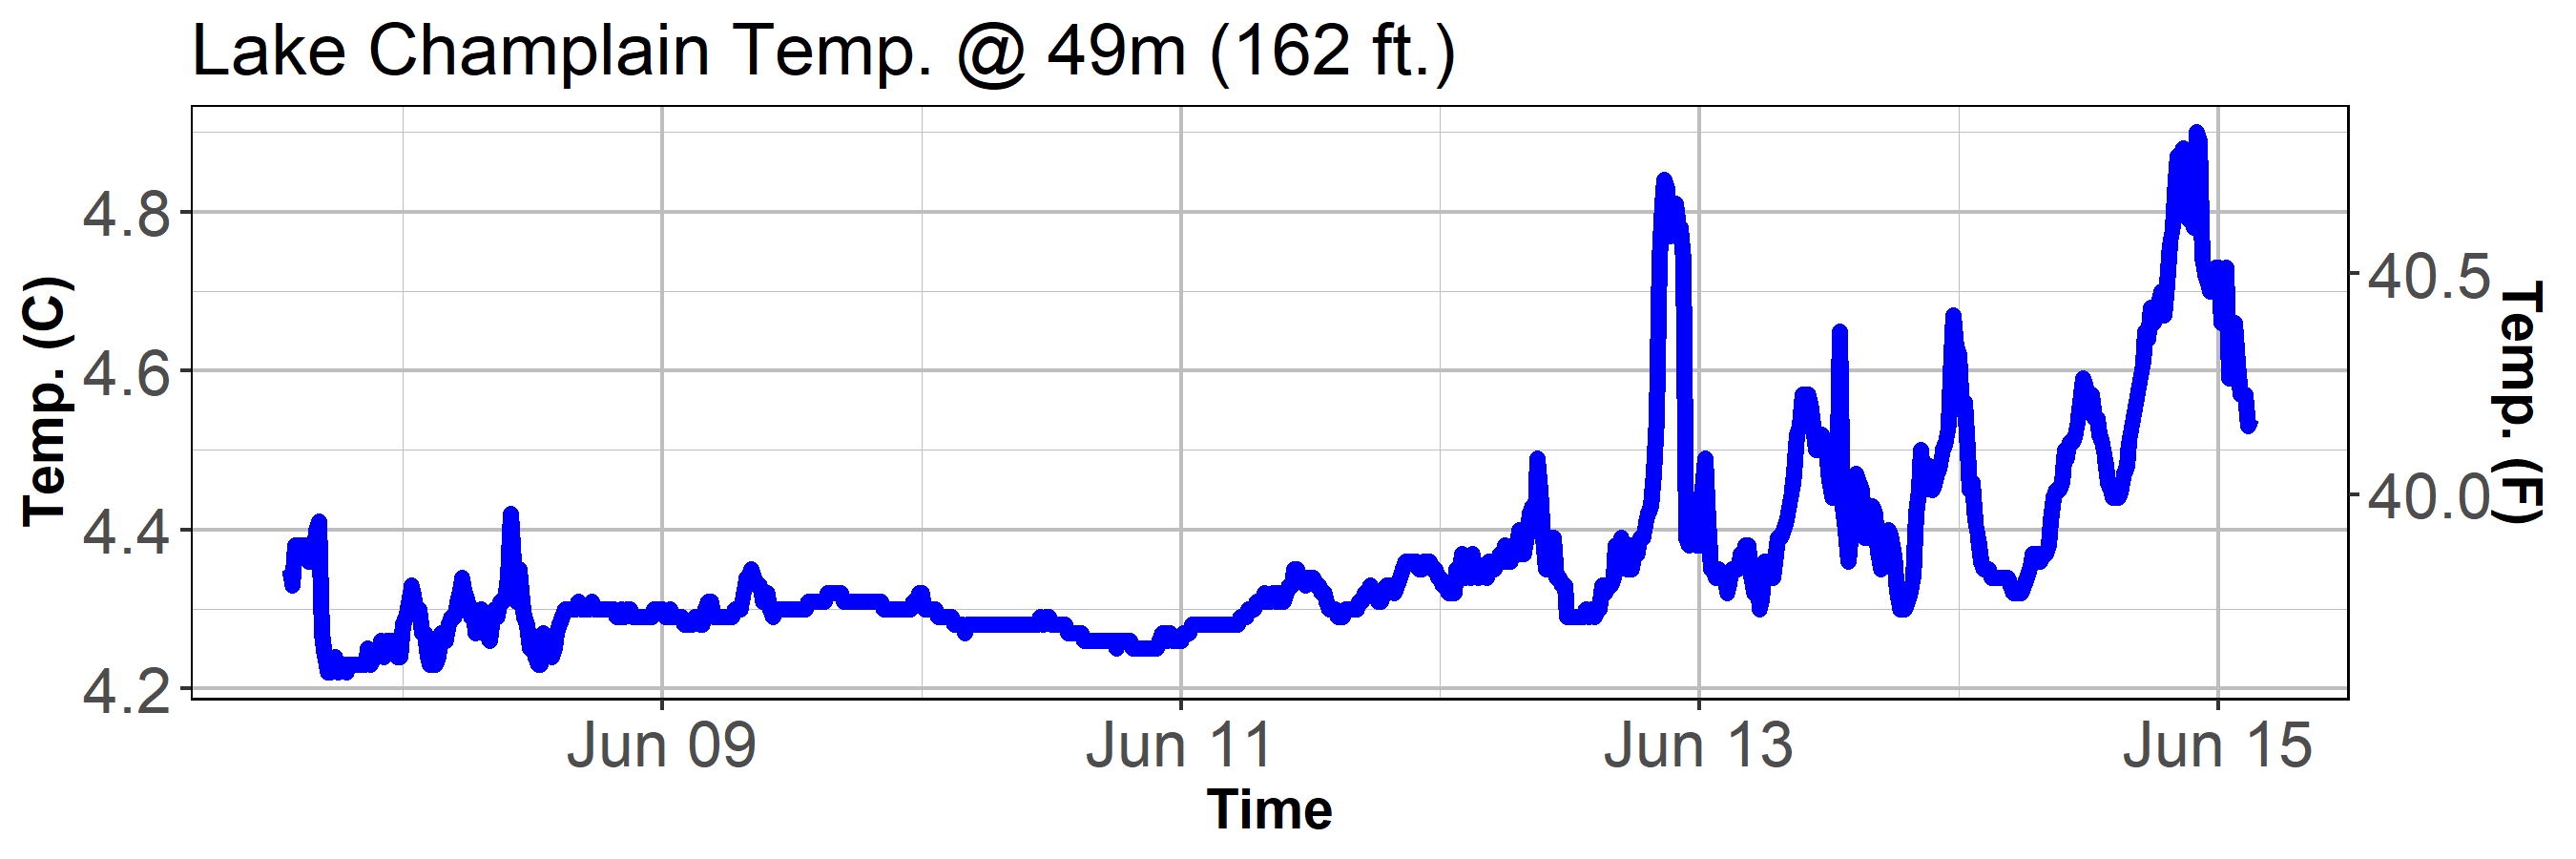 Lake Champlain Temp. @ 49m (162 ft.)
Temp. (C)
4.8
4.6
4.4
4.2
40.5
40.0
Temp. (F)
Jun 09 Jun 11 Jun 13 Jun 15
Time